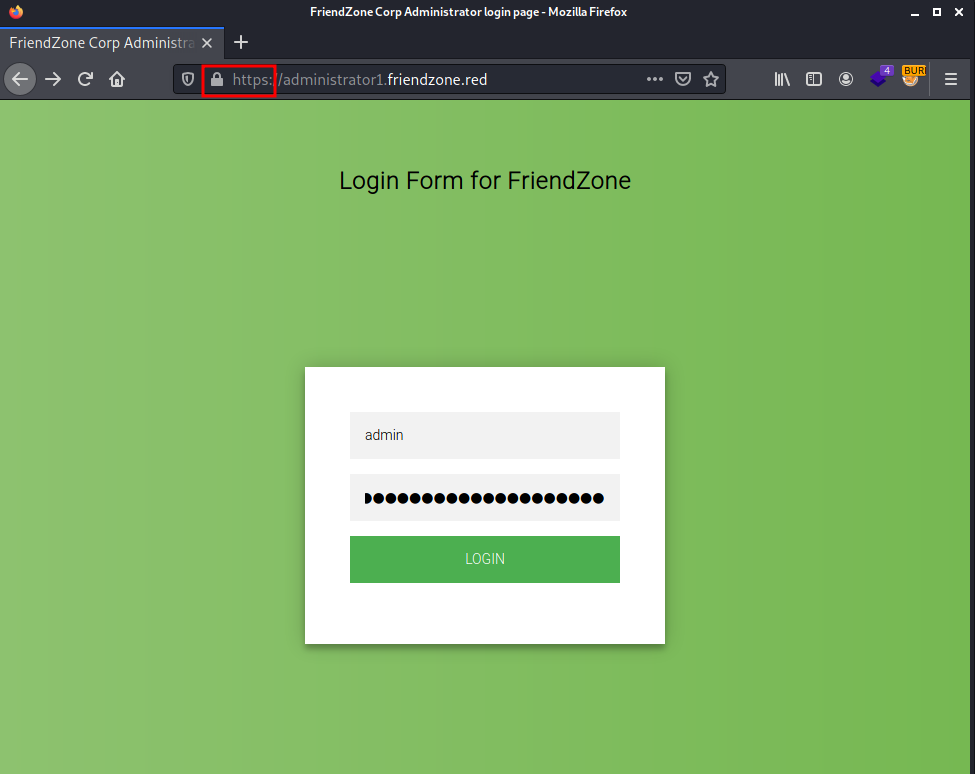 FriendZone Corp Administrator login page - Mozilla Firefox
FriendZone Corp Administra
https://administrator1.friendzone.red
4
BUR
Login Form for FriendZone
admin
LOGIN